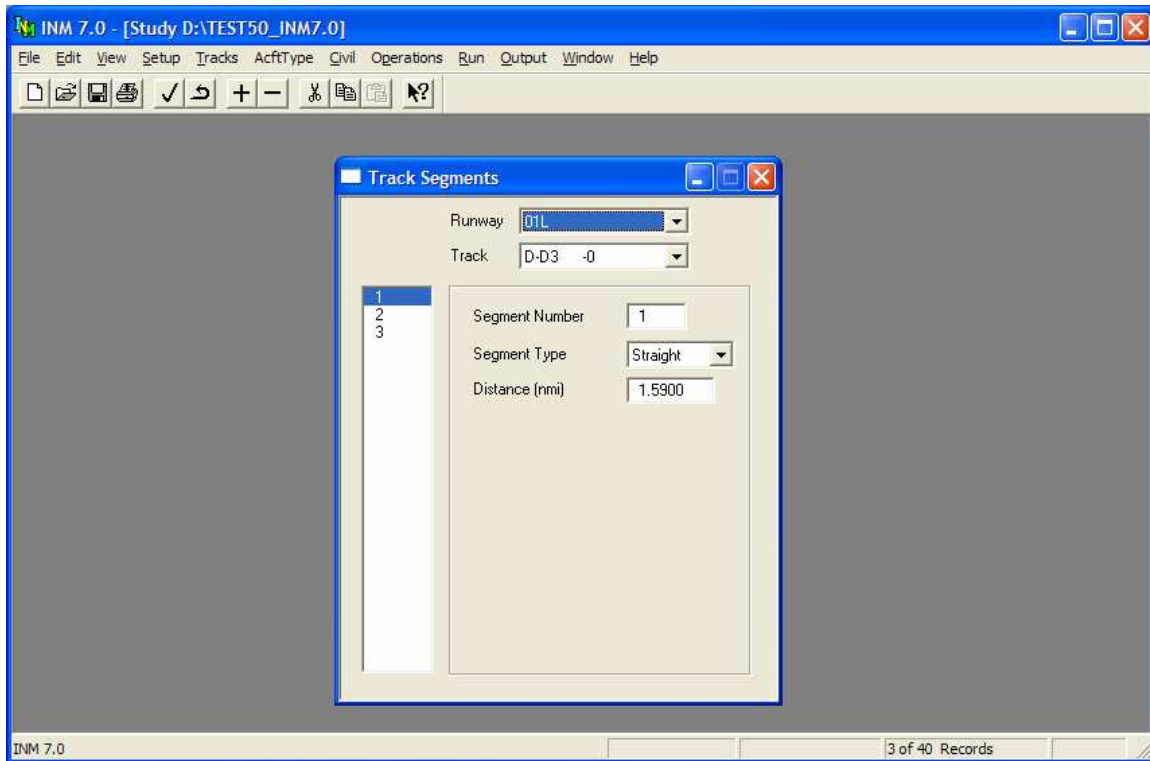 INM 7.0 - [Study D:\TEST50_INM7.0]
File Edit View Setup Tracks AcftType Civil Operations Run Output Window Help
Track Segments
Runway 01L
Track D-D3 -0
1
2
3
Segment Number 1
Segment Type Straight
Distance (nmi) 1.5900
INM 7.0 3 of 40 Records